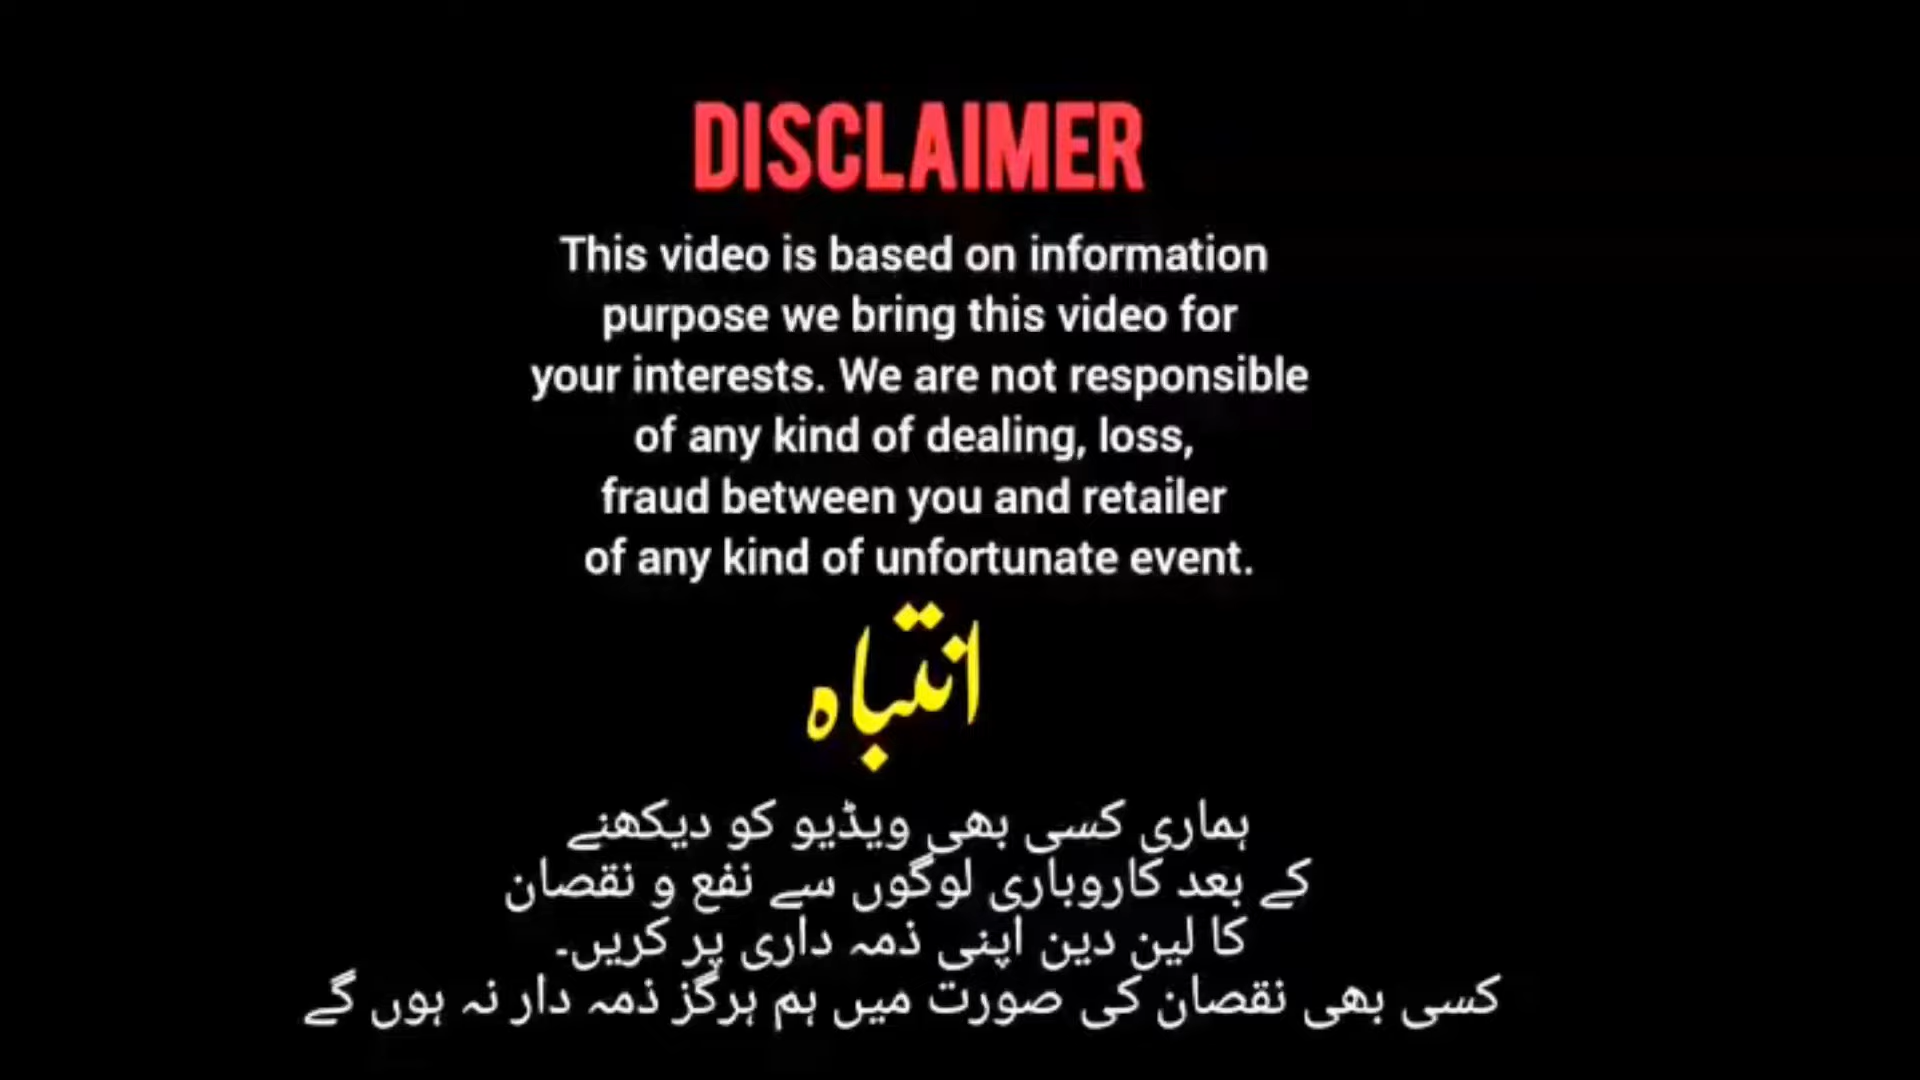 DISCLAIMER
This video is based on information
purpose we bring this video for
your interests. We are not responsible
of any kind of dealing, loss,
fraud between you and retailer
of any kind of unfortunate event.
انتباہ
ہماری کسی بھی ویڈیو کو دیکھنے
کے بعد کاروباری لوگوں سے نفع و نقصان
کا لین دین اپنی ذمہ داری پر کریں۔
کسی بھی نقصان کی صورت میں ہم ہرگز ذمہ دار نہ ہوں گے